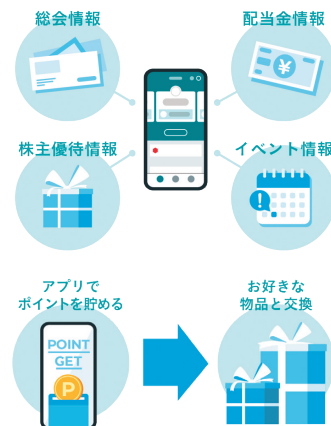 総会情報
配当金情報
¥
株主優待情報
イベント情報
!
アプリで
ポイントを貯める
お好きな
物品と交換
POINT
GET
P